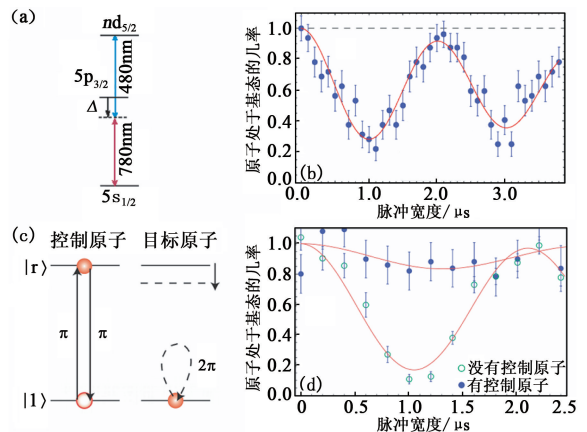 (a)
nd5/2
480nm
5p3/2
Δ
780nm
5s1/2
原子处于基态的几率
1.0
0.8
0.6
0.4
0.2
0.0
(b)
0.0 1.0 2.0 3.0
脉冲宽度/ μs
(c) 控制原子 目标原子
|r⟩
π π
2π
|1⟩
原子处于基态的几率
1.0
0.8
0.6
0.4
0.2
0.0
没有控制原子
有控制原子
(d)
0.0 0.5 1.0 1.5 2.0 2.5
脉冲宽度/ μs